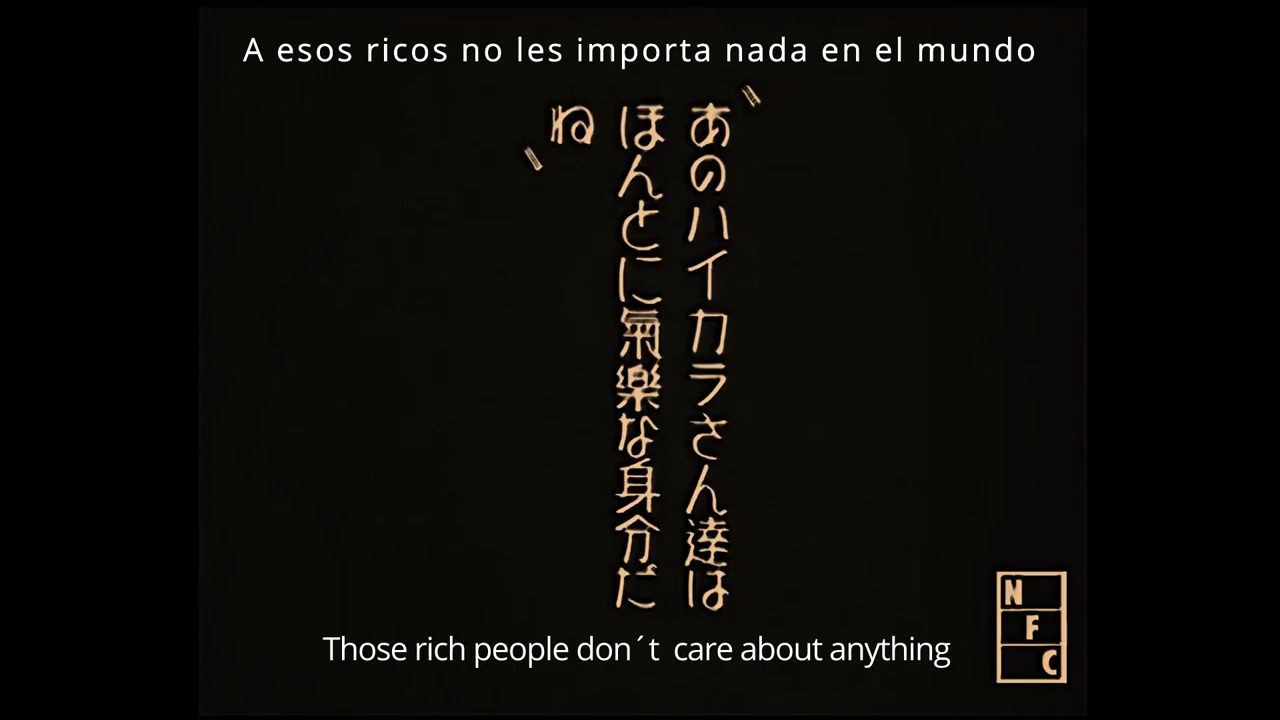 A esos ricos no les importa nada en el mundo
〝あのハイカラさん達は
ほんとに氣樂な身分だ
ね〟
Those rich people don´t care about anything
N
F
C